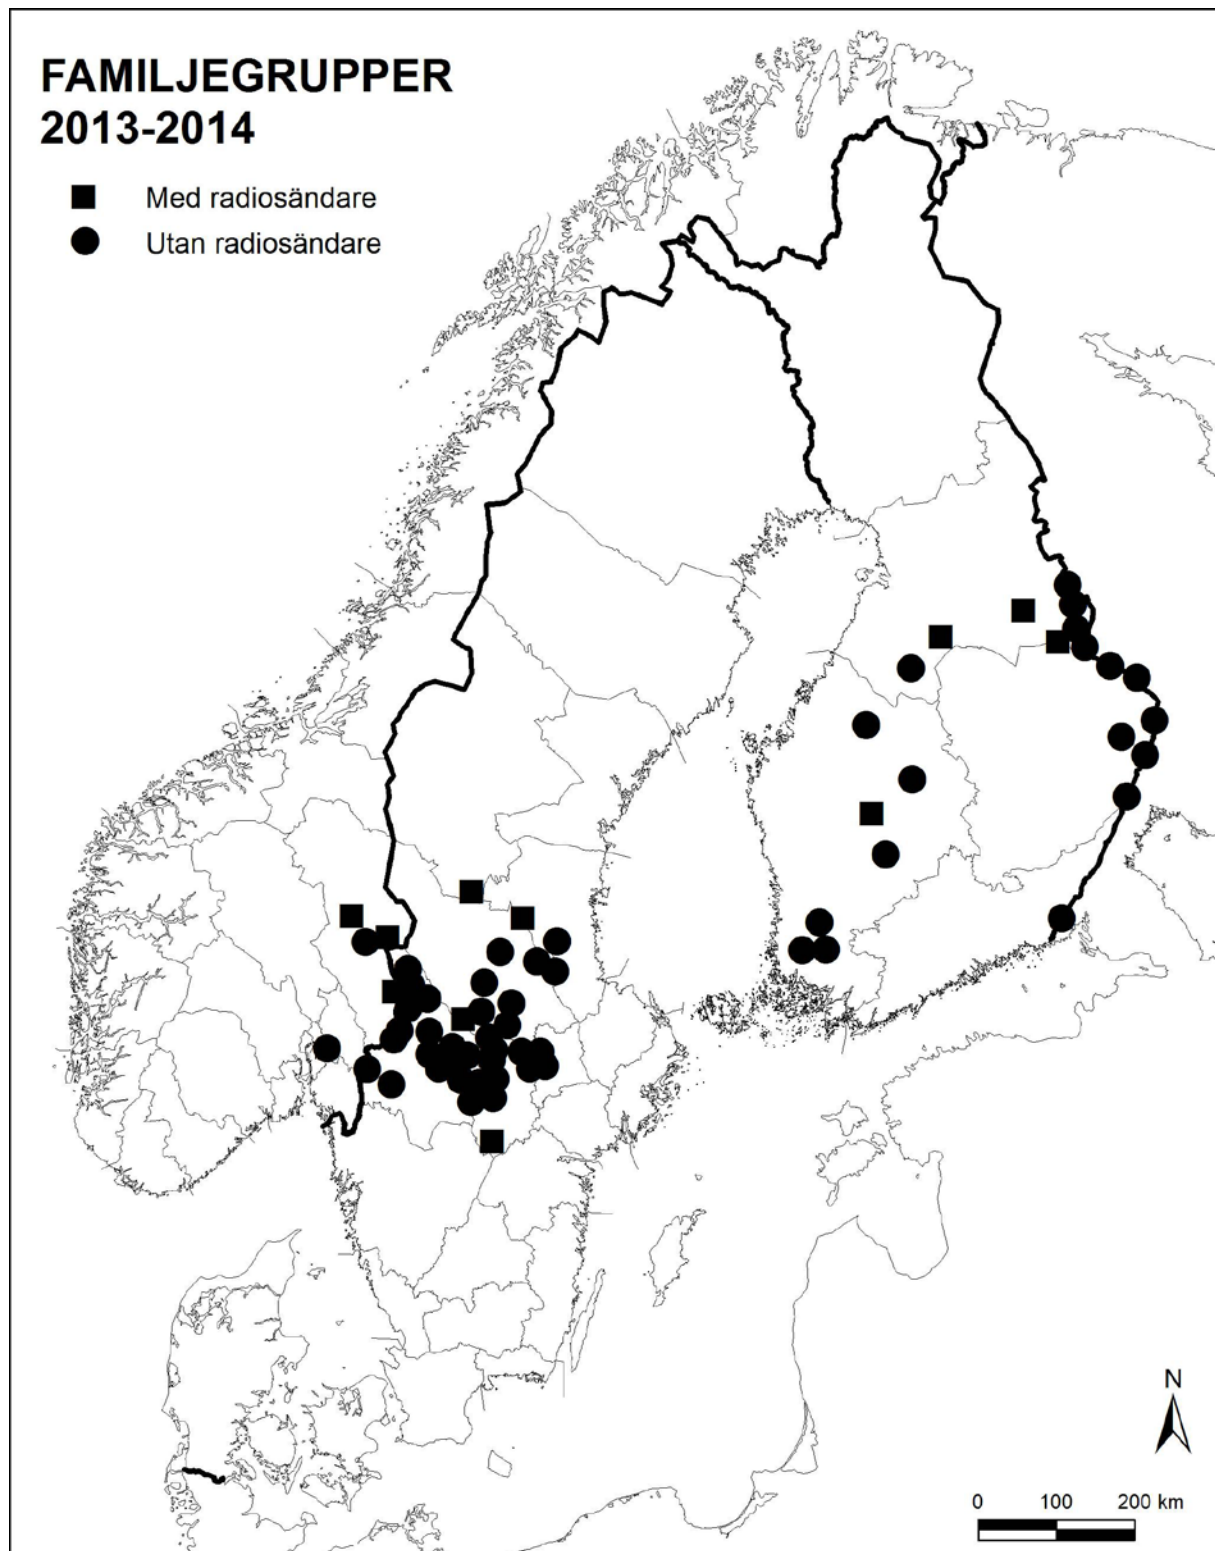 FAMILJEGRUPPER
2013-2014
Med radiosändare
Utan radiosändare
N
0 100 200 km